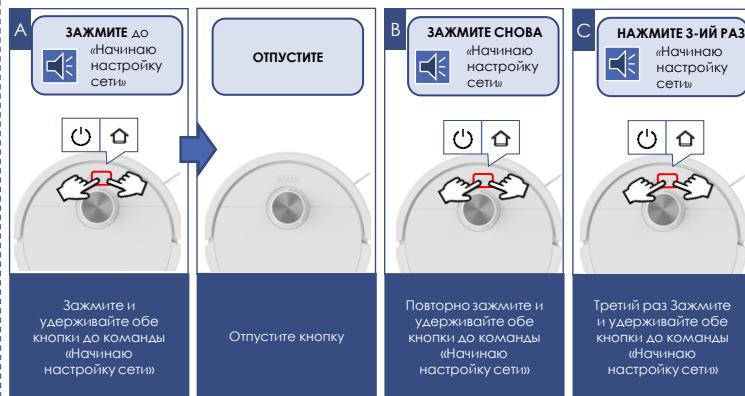 A
ЗАЖМИТЕ до
«Начинаю
настройку
сети»
Зажмите и
удерживайте обе
кнопки до команды
«Начинаю
настройку сети»
ОТПУСТИТЕ
Отпустите кнопку
B
ЗАЖМИТЕ СНОВА
«Начинаю
настройку
сети»
Повторно зажмите и
удерживайте обе
кнопки до команды
«Начинаю
настройку сети»
C
НАЖМИТЕ 3-ИЙ РАЗ
«Начинаю
настройку
сети»
Третий раз Зажмите
и удерживайте обе
кнопки до команды
«Начинаю
настройку сети»